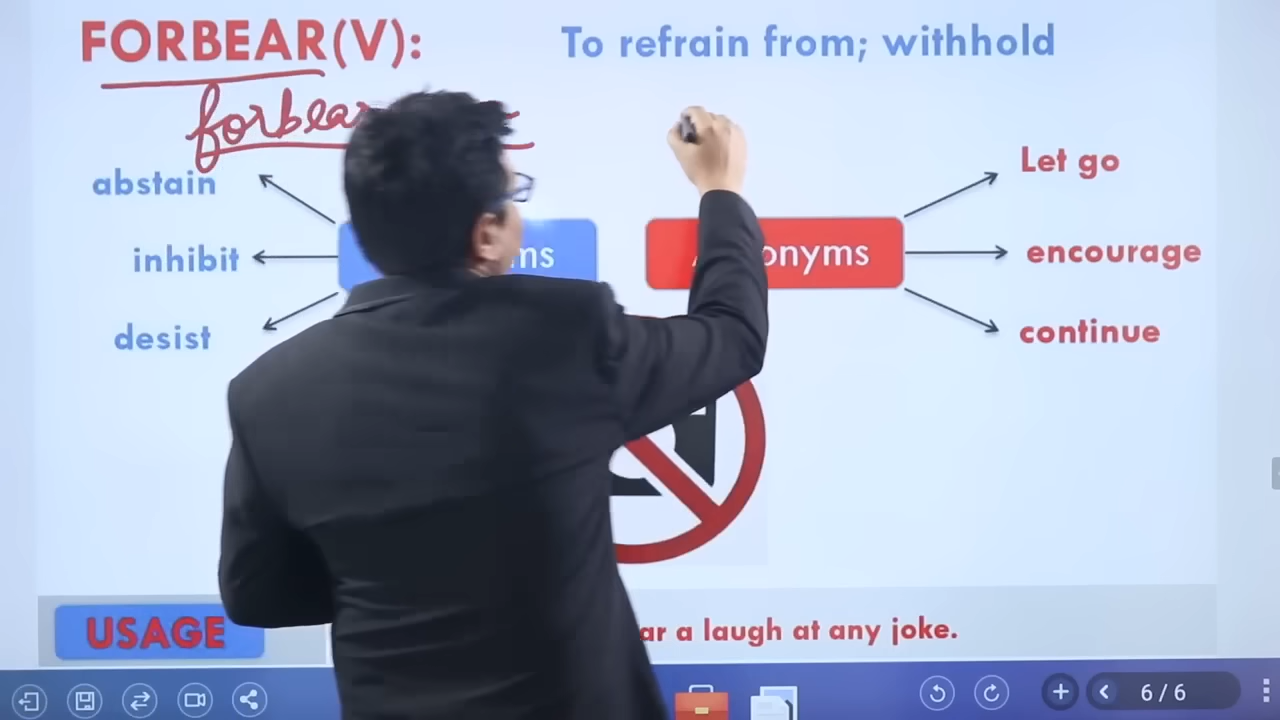 FORBEAR(V): To refrain from; withhold
abstain
Let go
inhibit
encourage
desist
continue
USAGE
a laugh at any joke.
6 / 6